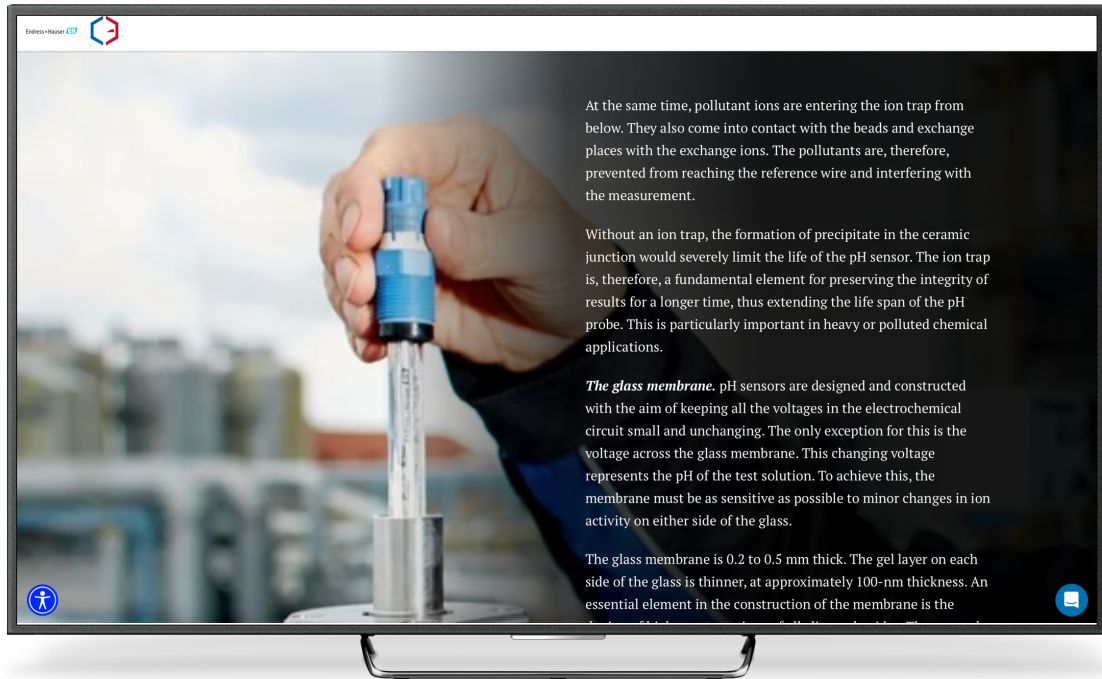 Endress+Hauser
At the same time, pollutant ions are entering the ion trap from
below. They also come into contact with the beads and exchange
places with the exchange ions. The pollutants are, therefore,
prevented from reaching the reference wire and interfering with
the measurement.
Without an ion trap, the formation of precipitate in the ceramic
junction would severely limit the life of the pH sensor. The ion trap
is, therefore, a fundamental element for preserving the integrity of
results for a longer time, thus extending the life span of the pH
probe. This is particularly important in heavy or polluted chemical
applications.
The glass membrane. pH sensors are designed and constructed
with the aim of keeping all the voltages in the electrochemical
circuit small and unchanging. The only exception for this is the
voltage across the glass membrane. This changing voltage
represents the pH of the test solution. To achieve this, the
membrane must be as sensitive as possible to minor changes in ion
activity on either side of the glass.
The glass membrane is 0.2 to 0.5 mm thick. The gel layer on each
side of the glass is thinner, at approximately 100-nm thickness. An
essential element in the construction of the membrane is the